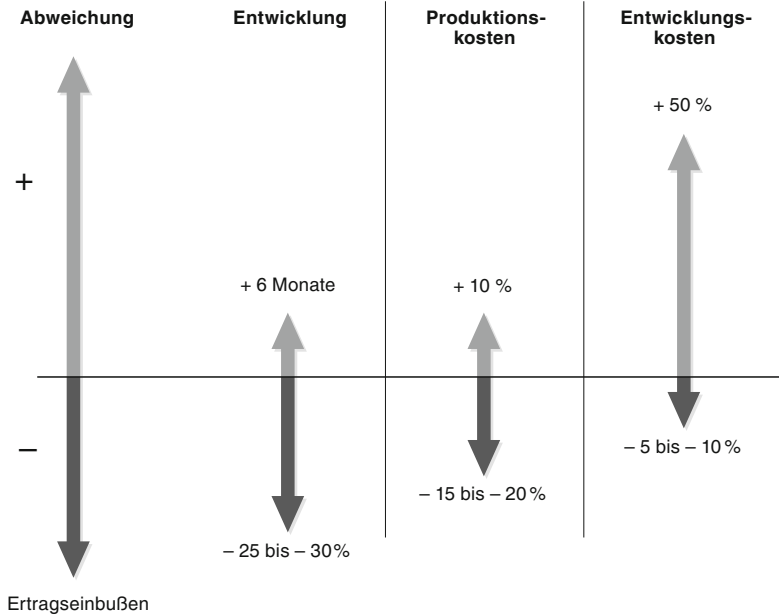 Abweichung
Entwicklung
Produktions-
kosten
Entwicklungs-
kosten
+ 50 %
+
+ 6 Monate
+ 10 %
–
– 5 bis – 10 %
– 15 bis – 20 %
– 25 bis – 30 %
Ertragseinbußen